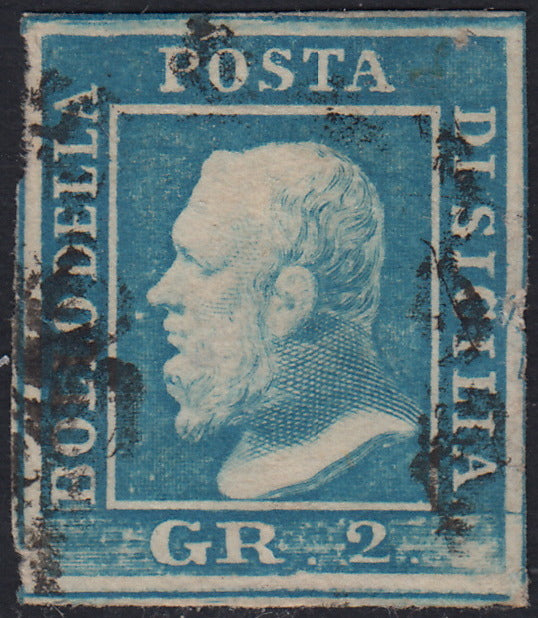 BOLLO DELLA
POSTA
DI SICILIA
GR. 2.